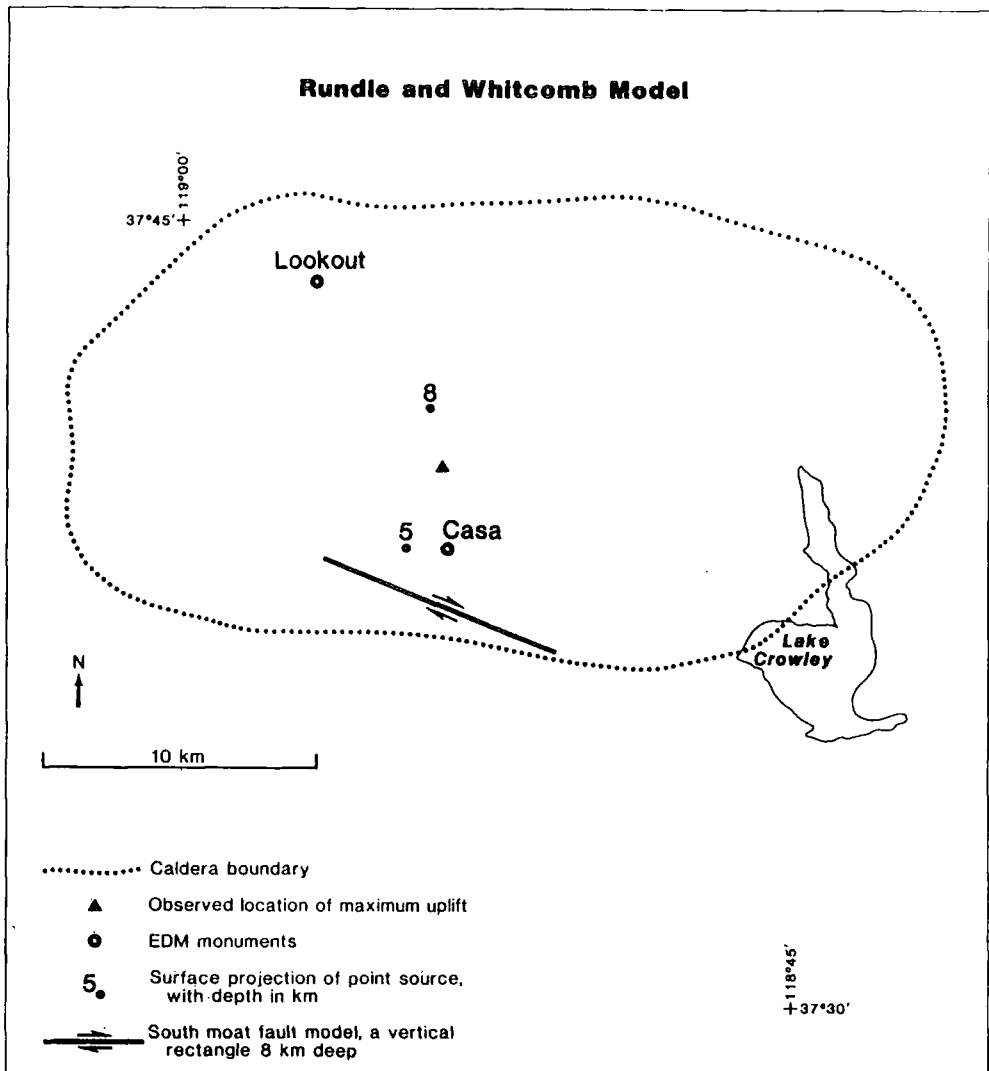 Rundle and Whitcomb Model
119°00'
37°45'
Lookout
8
5
Casa
N
Lake
Crowley
10 km
Caldera boundary
Observed location of maximum uplift
EDM monuments
5
Surface projection of point source,
with depth in km
South moat fault model, a vertical
rectangle 8 km deep
118°45'
37°30'